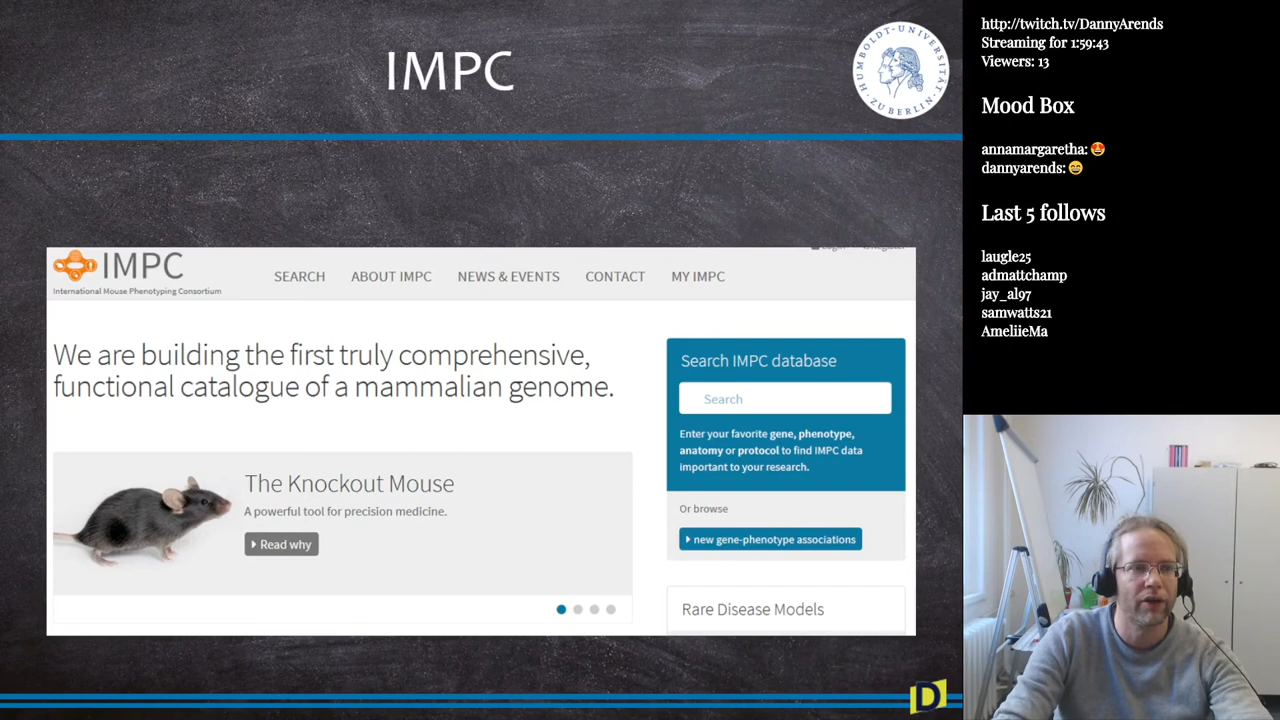 IMPC
HUMBOLDT-UNIVERSITÄT
ZU BERLIN
IMPC
International Mouse Phenotyping Consortium
SEARCH
ABOUT IMPC
NEWS & EVENTS
CONTACT
MY IMPC
We are building the first truly comprehensive,
functional catalogue of a mammalian genome.
The Knockout Mouse
A powerful tool for precision medicine.
Read why
Search IMPC database
Search
Enter your favorite gene, phenotype,
anatomy or protocol to find IMPC data
important to your research.
Or browse
new gene-phenotype associations
Rare Disease Models
D
http://twitch.tv/DannyArends
Streaming for 1:59:43
Viewers: 13
Mood Box
annamargaretha: 😍
dannyarends: 😄
Last 5 follows
laugle25
admattchamp
jay_al97
samwatts21
AmeliieMa